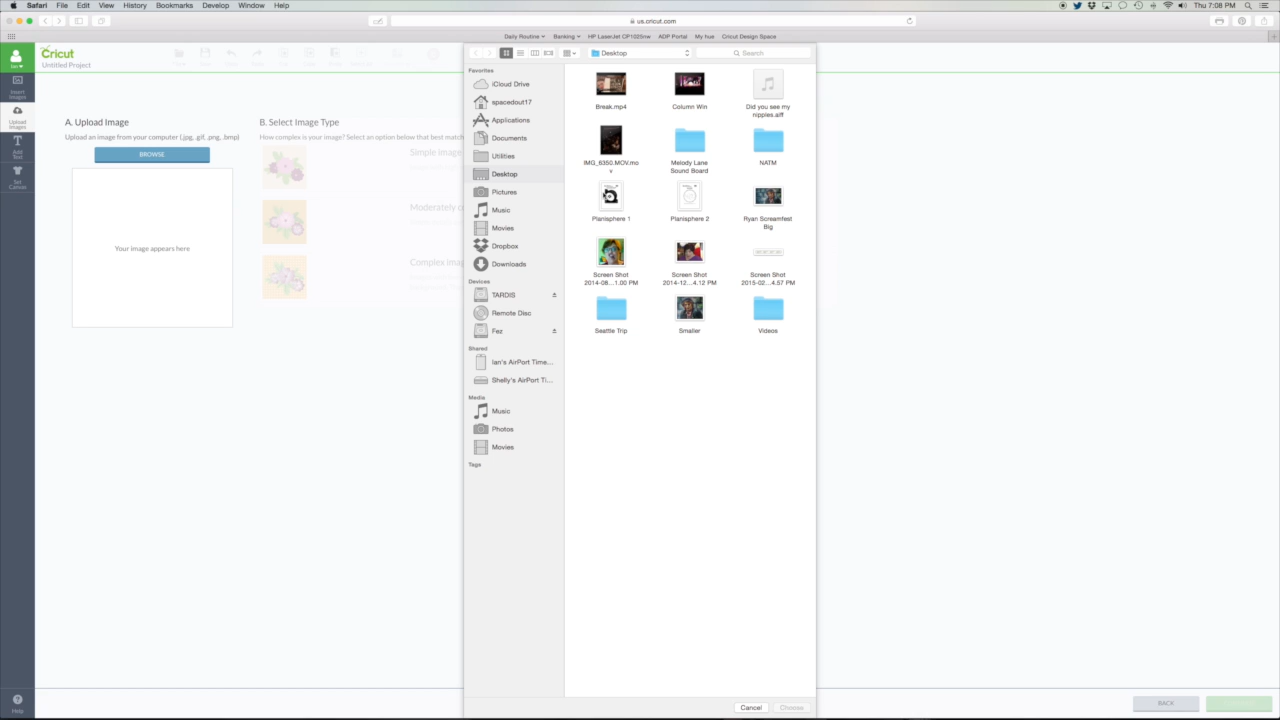 Safari File Edit View History Bookmarks Develop Window Help
Thu 7:08 PM
us.cricut.com
Daily Routine Banking HP LaserJet CP1025nw ADP Portal My hue Cricut Design Space
Cricut
Untitled Project
Ian
Insert Images
Upload Images
Add Text
Set Canvas
Help
A. Upload Image
Upload an image from your computer (.jpg, .gif, .png, .bmp)
BROWSE
Your image appears here
B. Select Image Type
How complex is your image? Select an option below that best match
Simple image
Moderately c
Complex imag
Desktop
Search
Favorites
iCloud Drive
spacedout17
Applications
Documents
Utilities
Desktop
Pictures
Music
Movies
Dropbox
Downloads
Devices
TARDIS
Remote Disc
Fez
Shared
Ian's AirPort Time...
Shelly's AirPort Ti...
Media
Music
Photos
Movies
Tags
Break.mp4
Column Win
Did you see my
nippies.aiff
IMG_6350.MOV.mo
v
Melody Lane
Sound Board
NATM
Planisphere 1
Planisphere 2
Ryan Screamfest
Big
Screen Shot
2014-08...1.00 PM
Screen Shot
2014-12...4.12 PM
Screen Shot
2015-02...4.57 PM
Seattle Trip
Smaller
Videos
Cancel
Choose
BACK